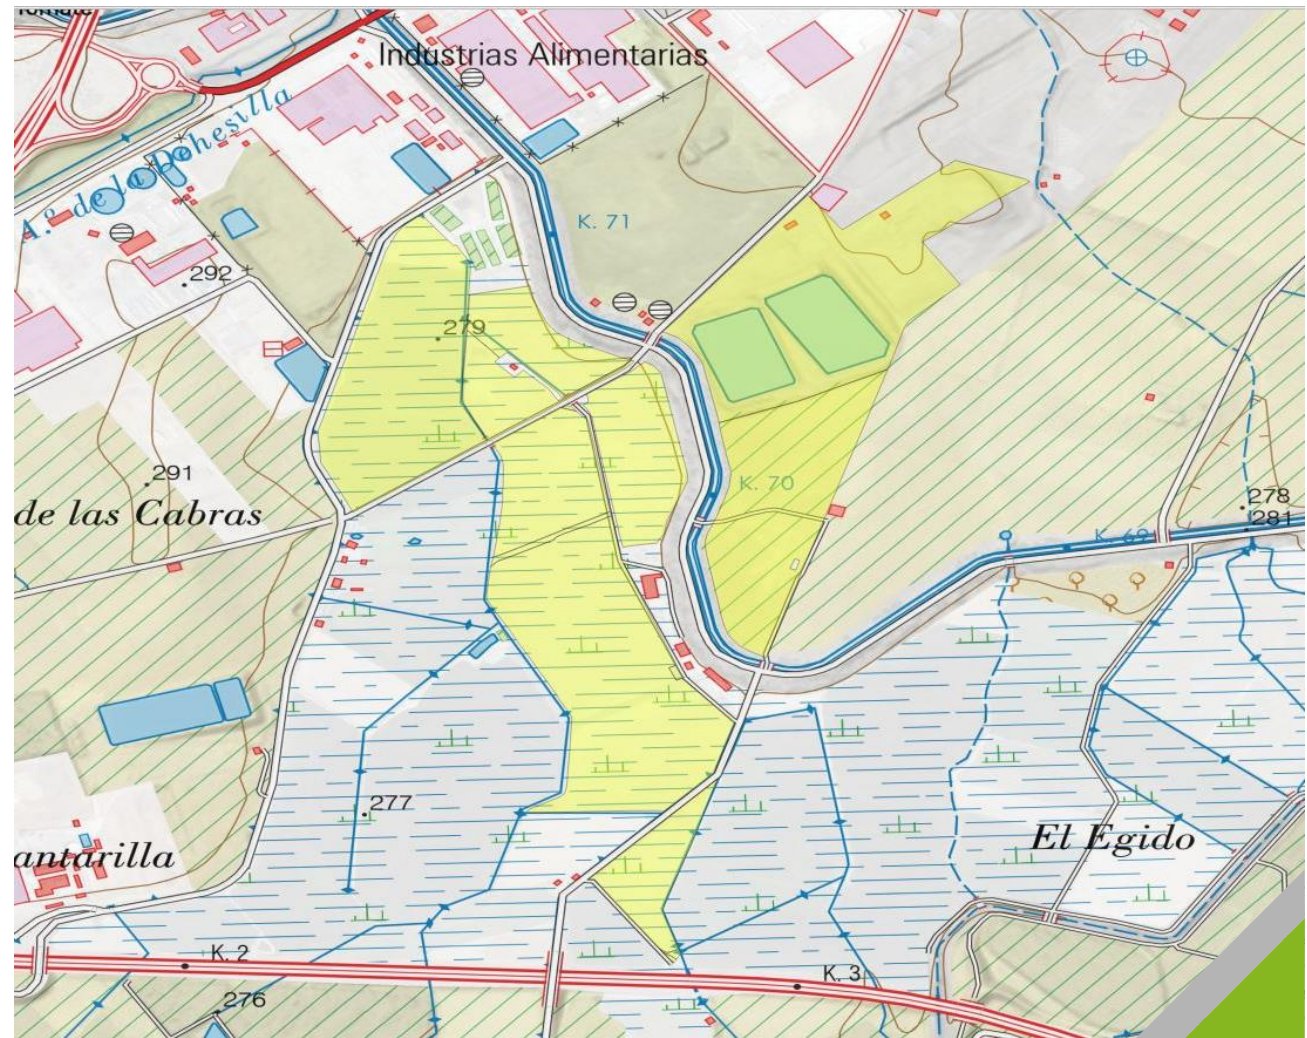 Tomate
Industrias Alimentarias
A.º de la Dehesilla
K. 71
292
279
291
K. 70
de las Cabras
278
281
K. 69
277
El Egido
antarilla
K. 2
K. 3
276